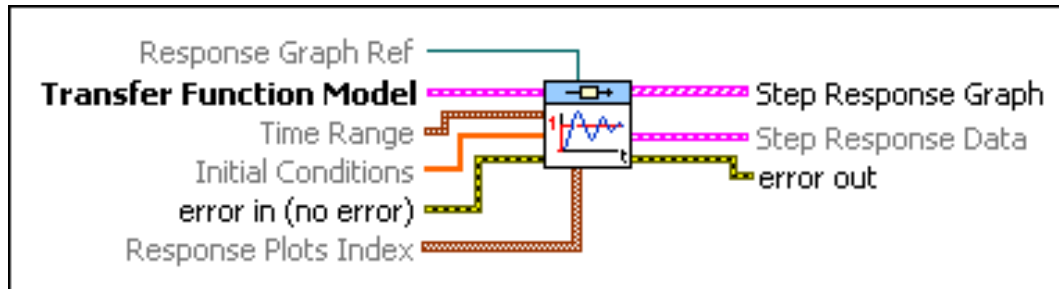 Response Graph Ref
Transfer Function Model
Time Range
Initial Conditions
error in (no error)
Response Plots Index
1
t
Step Response Graph
Step Response Data
error out